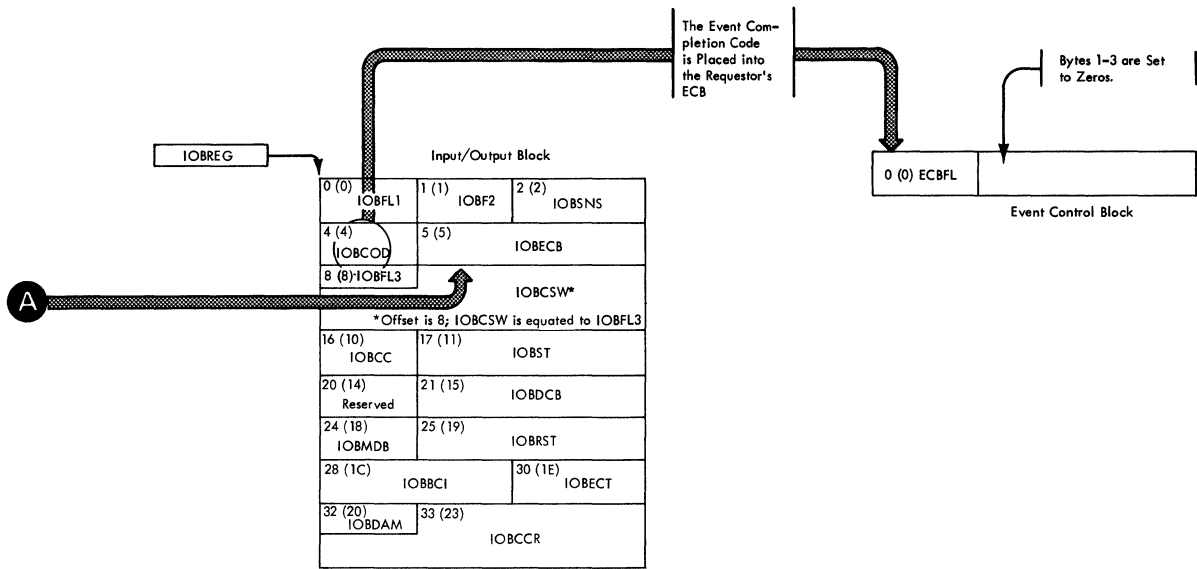 The Event Com-
pletion Code
is Placed into
the Requestor's
ECB
Bytes 1-3 are Set
to Zeros.
IOBREG
Input/Output Block
0 (0) ECBFL
Event Control Block
0 (0) IOBFL1
1 (1) IOBF2
2 (2) IOBSNS
4 (4) IOBCOD
5 (5) IOBECB
8 (8) IOBFL3
IOBCSW*
*Offset is 8; IOBCSW is equated to IOBFL3
A
16 (10) IOBCC
17 (11) IOBST
20 (14) Reserved
21 (15) IOBDCB
24 (18) IOBMDB
25 (19) IOBRST
28 (1C) IOBBCI
30 (1E) IOBECT
32 (20) IOBDAM
33 (23) IOBCCR